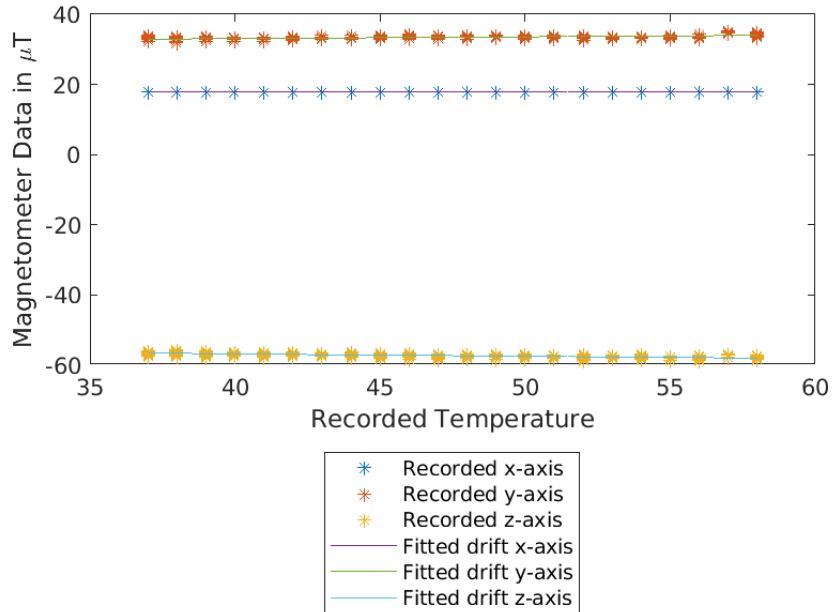 Magnetometer Data in μT
40
20
0
-20
-40
-60
35 40 45 50 55 60
Recorded Temperature
Recorded x-axis
Recorded y-axis
Recorded z-axis
Fitted drift x-axis
Fitted drift y-axis
Fitted drift z-axis